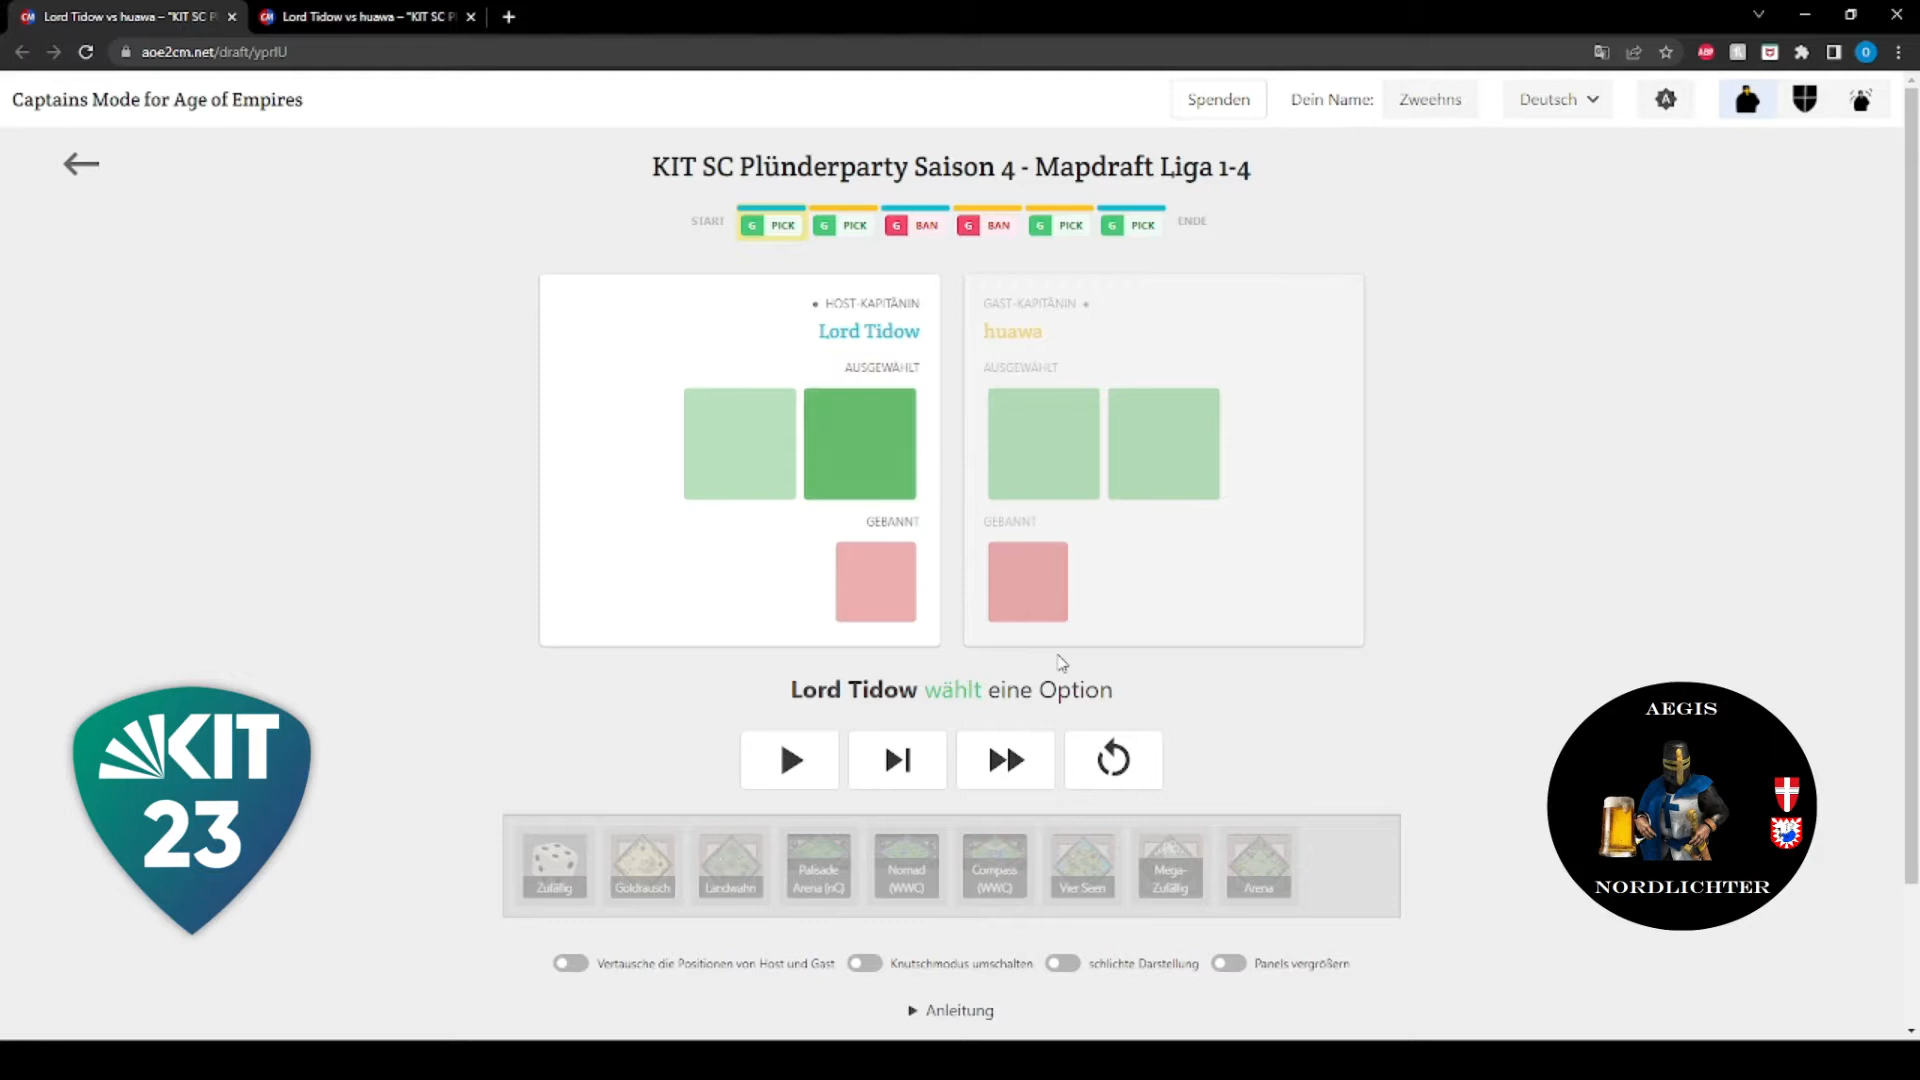 Lord Tidow vs huawa – "KIT SC P
Lord Tidow vs huawa – "KIT SC P
aoe2cm.net/draft/yprIU
ABP
O
Captains Mode for Age of Empires
Spenden
Dein Name:
Zweehns
Deutsch
A
KIT SC Plünderparty Saison 4 - Mapdraft Liga 1-4
START
G PICK
G PICK
G BAN
G BAN
G PICK
G PICK
ENDE
HOST-KAPITÄNIN
Lord Tidow
AUSGEWÄHLT
GEBANNT
GAST-KAPITÄNIN
huawa
AUSGEWÄHLT
GEBANNT
Lord Tidow wählt eine Option
KIT
23
AEGIS
NORDLICHTER
Zufällig
Goldrausch
Landwahn
Palisade
Arena (nC)
Nomad
(WWC)
Compass
(WWC)
Vier Seen
Mega-
Zufällig
Arena
Vertausche die Positionen von Host und Gast
Knutschmodus umschalten
schlichte Darstellung
Panels vergrößern
Anleitung